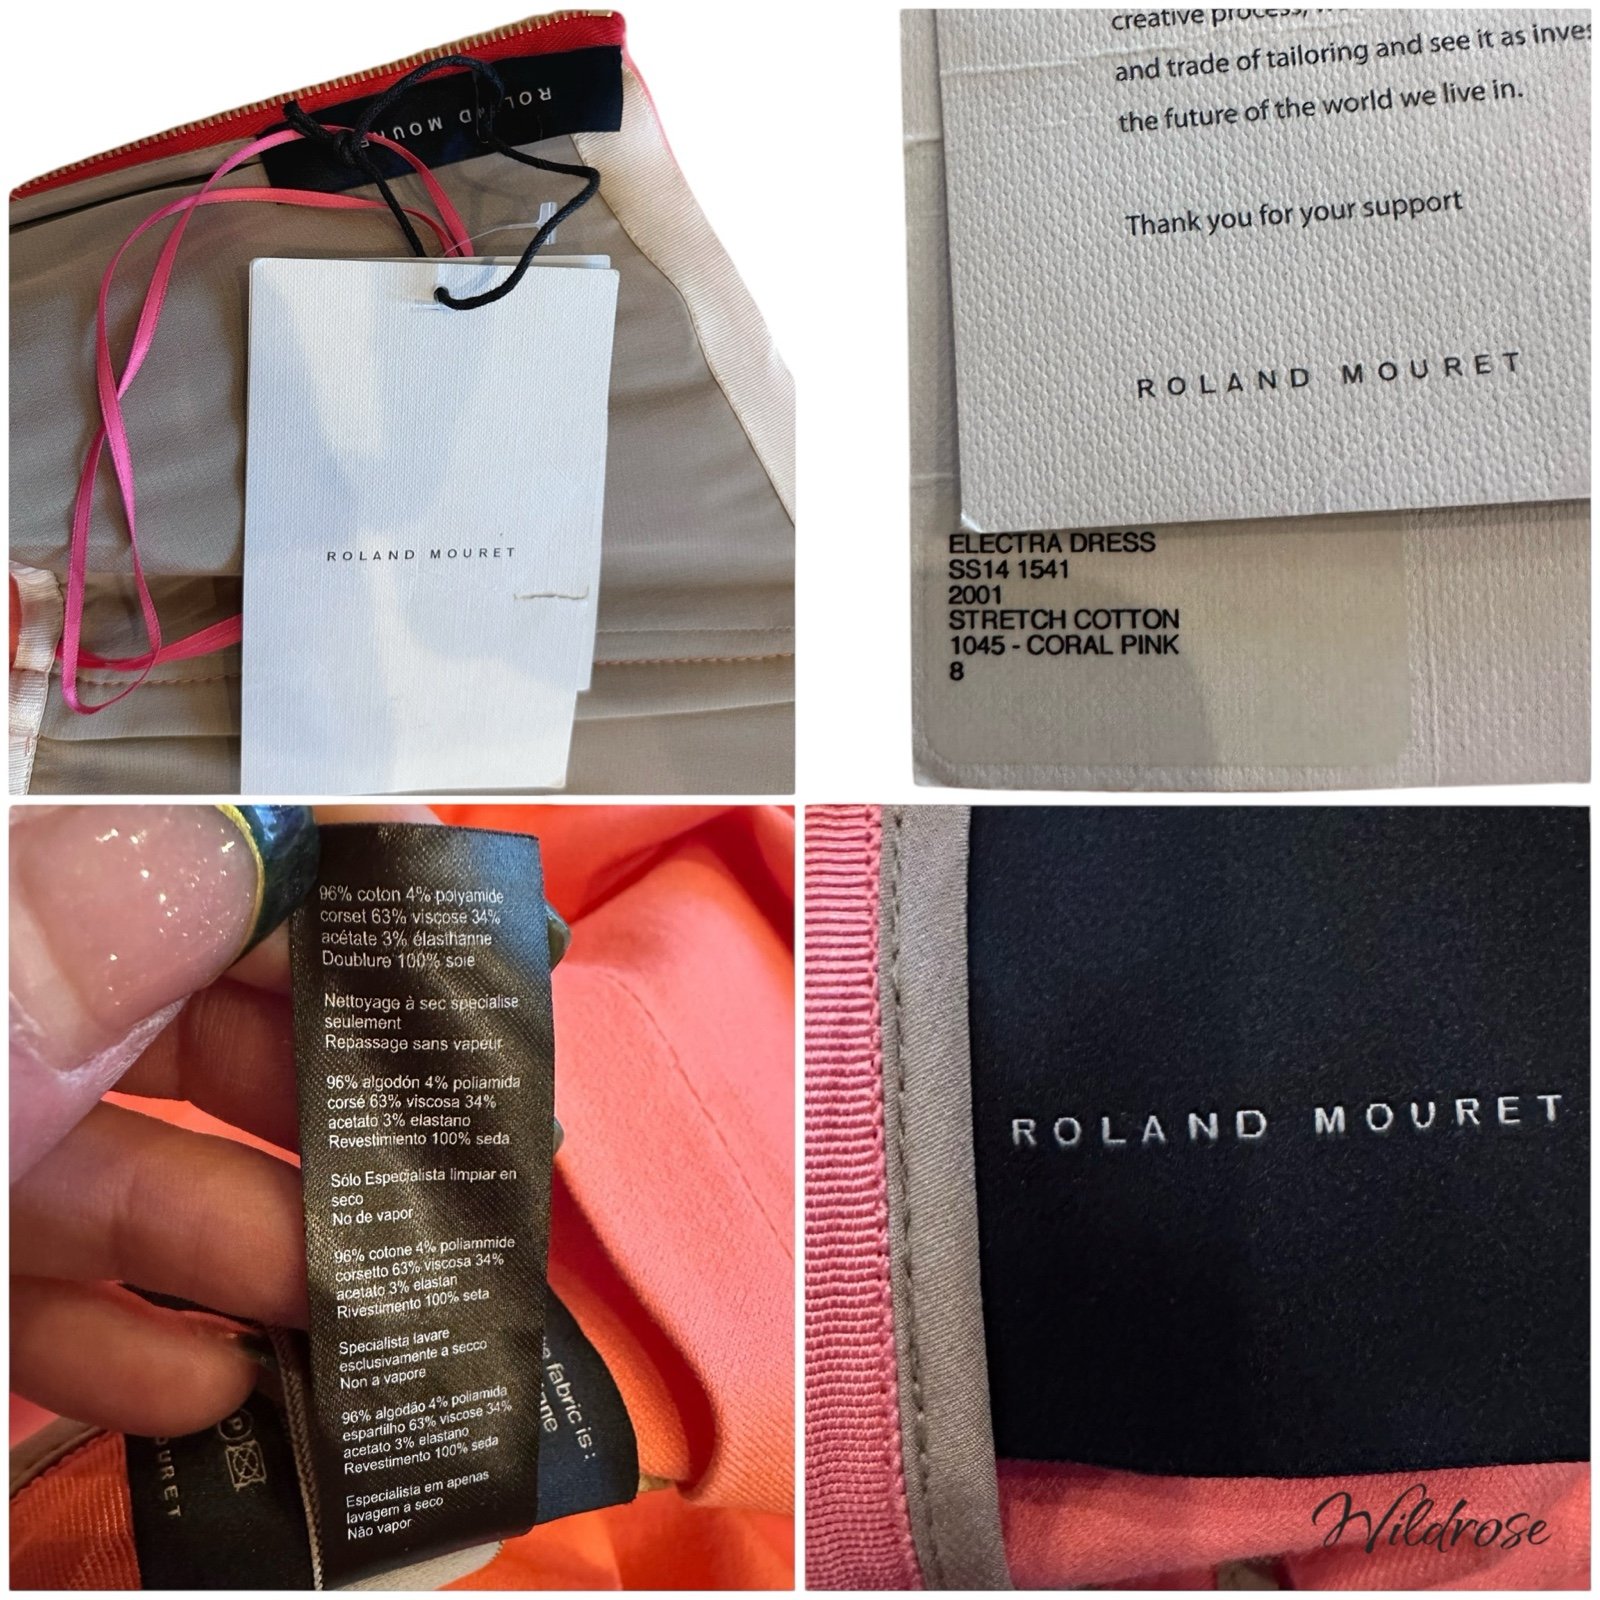 ROLAND MOURET
ROLAND MOURET
creative process,
and trade of tailoring and see it as
the future of the world we live in.
Thank you for your support
ROLAND MOURET
ELECTRA DRESS
SS14 1541
2001
STRETCH COTTON
1045 - CORAL PINK
8
96% coton 4% polyamide
corset 63% viscose 34%
acétate 3% élasthanne
Doublure 100% soie
Nettoyage à sec specialise
seulement
Repassage sans vapeur
96% algodón 4% poliamida
corsé 63% viscosa 34%
acetato 3% elastano
Revestimiento 100% seda
Sólo Especialista limpiar en
seco
No de vapor
96% cotone 4% poliammide
corsetto 63% viscosa 34%
acetato 3% elastan
Rivestimento 100% seta
Specialista lavare
esclusivamente a secco
Non a vapore
96% algodão 4% poliamida
espartilho 63% viscose 34%
acetato 3% elastano
Revestimento 100% seda
Especialista em apenas
lavagem a seco
Não vapor
fabric is :
OURET
P
ROLAND MOURET
Wildrose